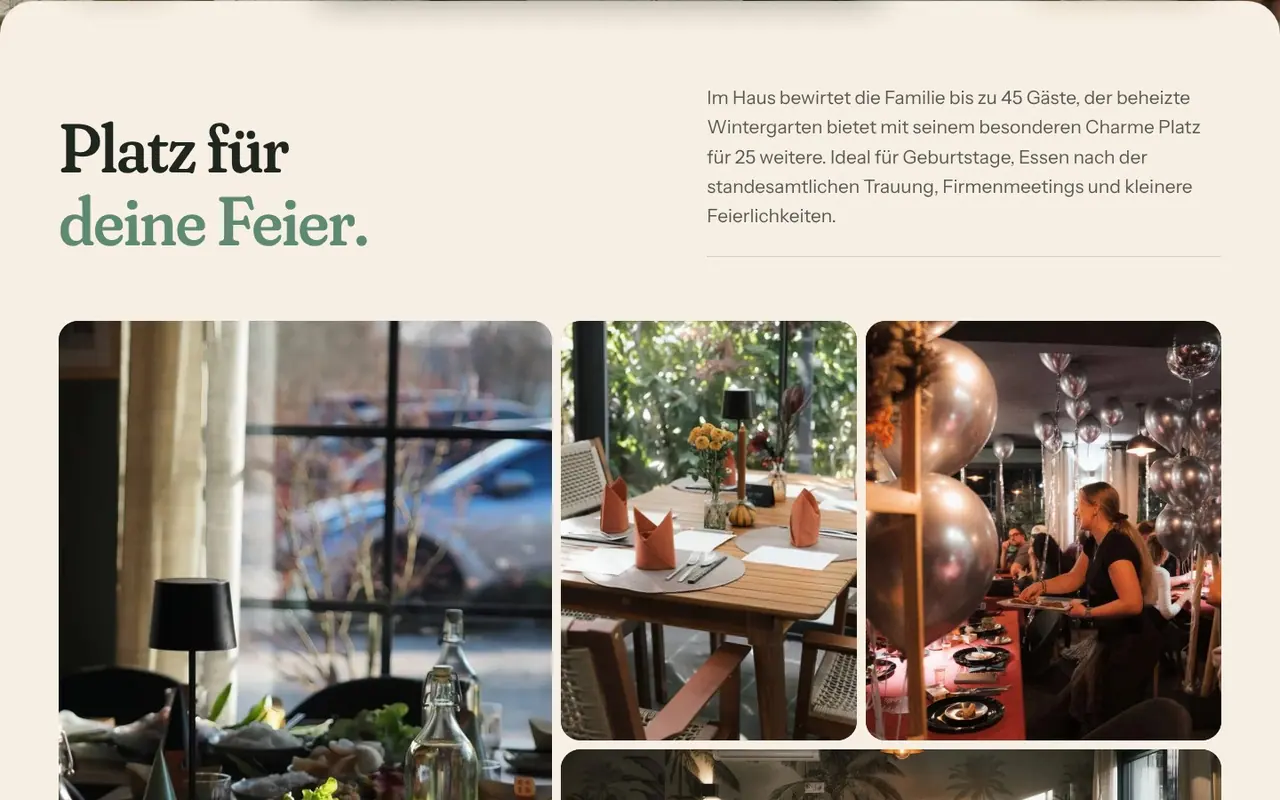 Platz für
deine Feier.
Im Haus bewirtet die Familie bis zu 45 Gäste, der beheizte
Wintergarten bietet mit seinem besonderen Charme Platz
für 25 weitere. Ideal für Geburtstage, Essen nach der
standesamtlichen Trauung, Firmenmeetings und kleinere
Feierlichkeiten.